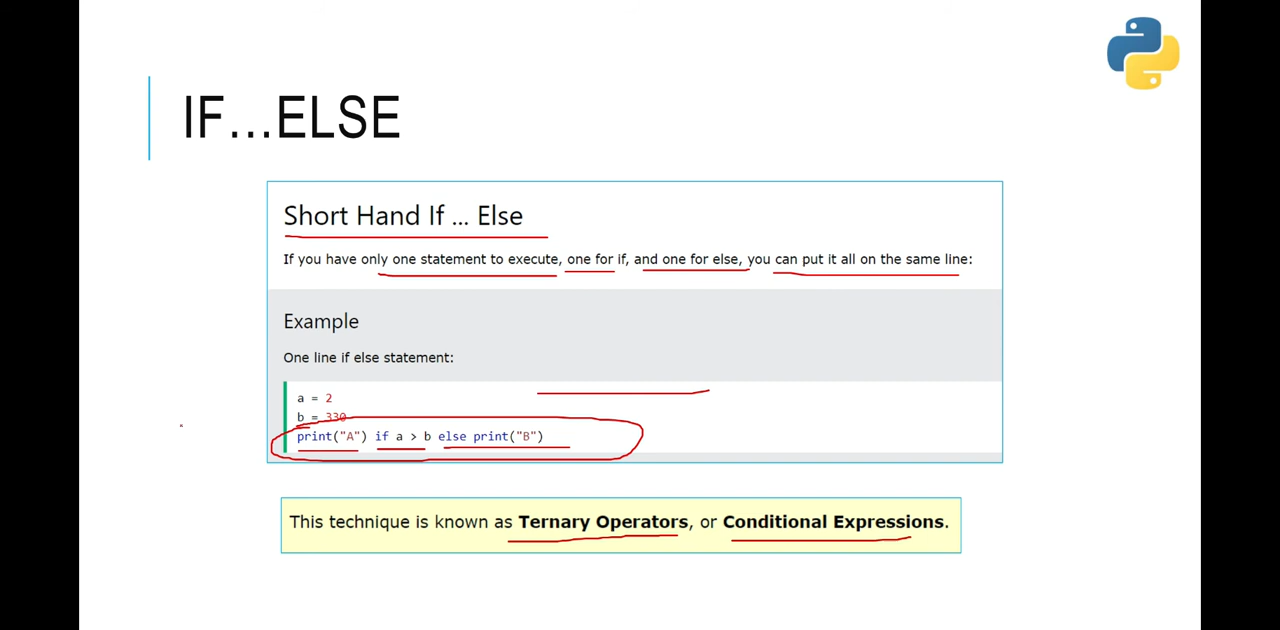 IF...ELSE
Short Hand If ... Else
If you have only one statement to execute, one for if, and one for else, you can put it all on the same line:
Example
One line if else statement:
a = 2
b = 330
print("A") if a > b else print("B")
This technique is known as Ternary Operators, or Conditional Expressions.